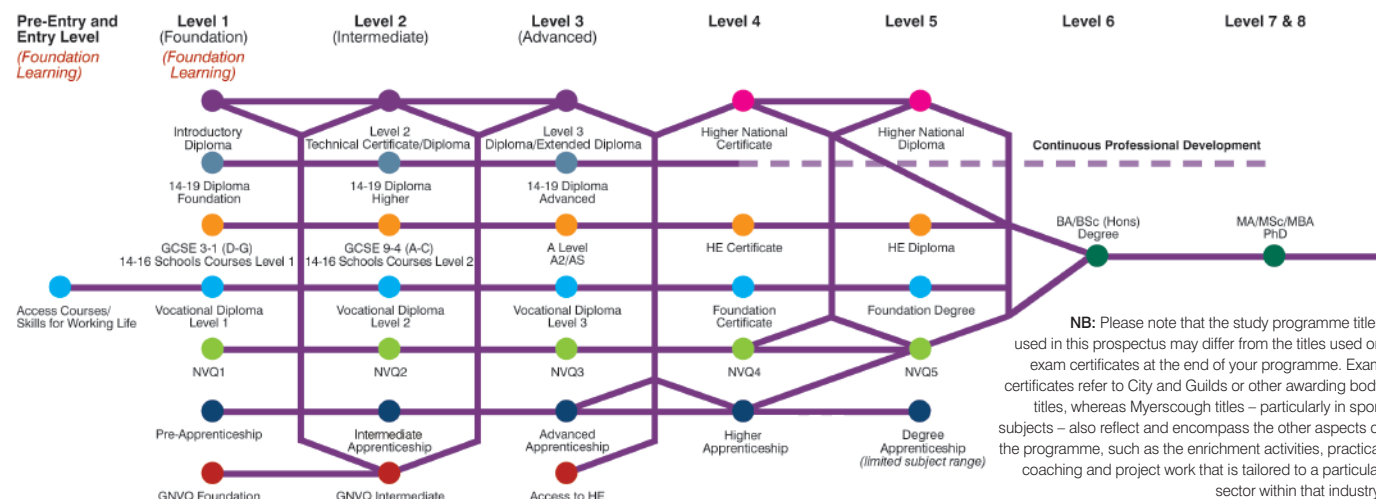 Pre-Entry and
Entry Level
(Foundation
Learning)
Level 1
(Foundation)
(Foundation
Learning)
Level 2
(Intermediate)
Level 3
(Advanced)
Level 4
Level 5
Level 6
Level 7 & 8
Introductory
Diploma
Level 2
Technical Certificate/Diploma
Level 3
Diploma/Extended Diploma
Higher National
Certificate
Higher National
Diploma
Continuous Professional Development
14-19 Diploma
Foundation
14-19 Diploma
Higher
14-19 Diploma
Advanced
GCSE 3-1 (D-G)
14-16 Schools Courses Level 1
GCSE 9-4 (A-C)
14-16 Schools Courses Level 2
A Level
A2/AS
HE Certificate
HE Diploma
BA/BSc (Hons)
Degree
MA/MSc/MBA
PhD
Access Courses/
Skills for Working Life
Vocational Diploma
Level 1
Vocational Diploma
Level 2
Vocational Diploma
Level 3
Foundation
Certificate
Foundation Degree
NVQ1
NVQ2
NVQ3
NVQ4
NVQ5
Pre-Apprenticeship
Intermediate
Apprenticeship
Advanced
Apprenticeship
Higher
Apprenticeship
Degree
Apprenticeship
(limited subject range)
GNVQ Foundation
GNVQ Intermediate
Access to HE
NB: Please note that the study programme title
used in this prospectus may differ from the titles used o
exam certificates at the end of your programme. Exam
certificates refer to City and Guilds or other awarding bod
titles, whereas Myerscough titles – particularly in spor
subjects – also reflect and encompass the other aspects o
the programme, such as the enrichment activities, practica
coaching and project work that is tailored to a particula
sector within that industry